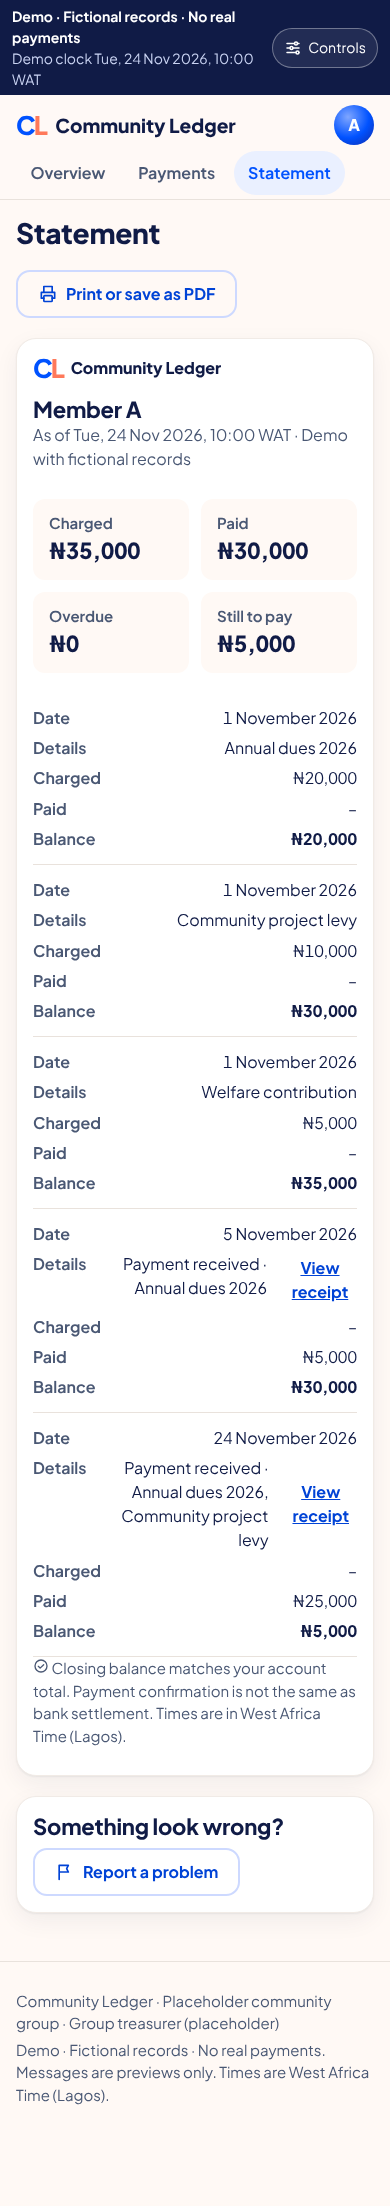 Demo · Fictional records · No real
payments
Demo clock Tue, 24 Nov 2026, 10:00
WAT
Controls
CL Community Ledger
A
Overview Payments Statement
Statement
Print or save as PDF
CL Community Ledger
Member A
As of Tue, 24 Nov 2026, 10:00 WAT · Demo
with fictional records
Charged
₦35,000
Paid
₦30,000
Overdue
₦0
Still to pay
₦5,000
Date 1 November 2026
Details Annual dues 2026
Charged ₦20,000
Paid –
Balance ₦20,000
Date 1 November 2026
Details Community project levy
Charged ₦10,000
Paid –
Balance ₦30,000
Date 1 November 2026
Details Welfare contribution
Charged ₦5,000
Paid –
Balance ₦35,000
Date 5 November 2026
Details Payment received ·
Annual dues 2026
View
receipt
Charged –
Paid ₦5,000
Balance ₦30,000
Date 24 November 2026
Details Payment received ·
Annual dues 2026,
Community project
levy
View
receipt
Charged –
Paid ₦25,000
Balance ₦5,000
Closing balance matches your account
total. Payment confirmation is not the same as
bank settlement. Times are in West Africa
Time (Lagos).
Something look wrong?
Report a problem
Community Ledger · Placeholder community
group · Group treasurer (placeholder)
Demo · Fictional records · No real payments.
Messages are previews only. Times are West Africa
Time (Lagos).